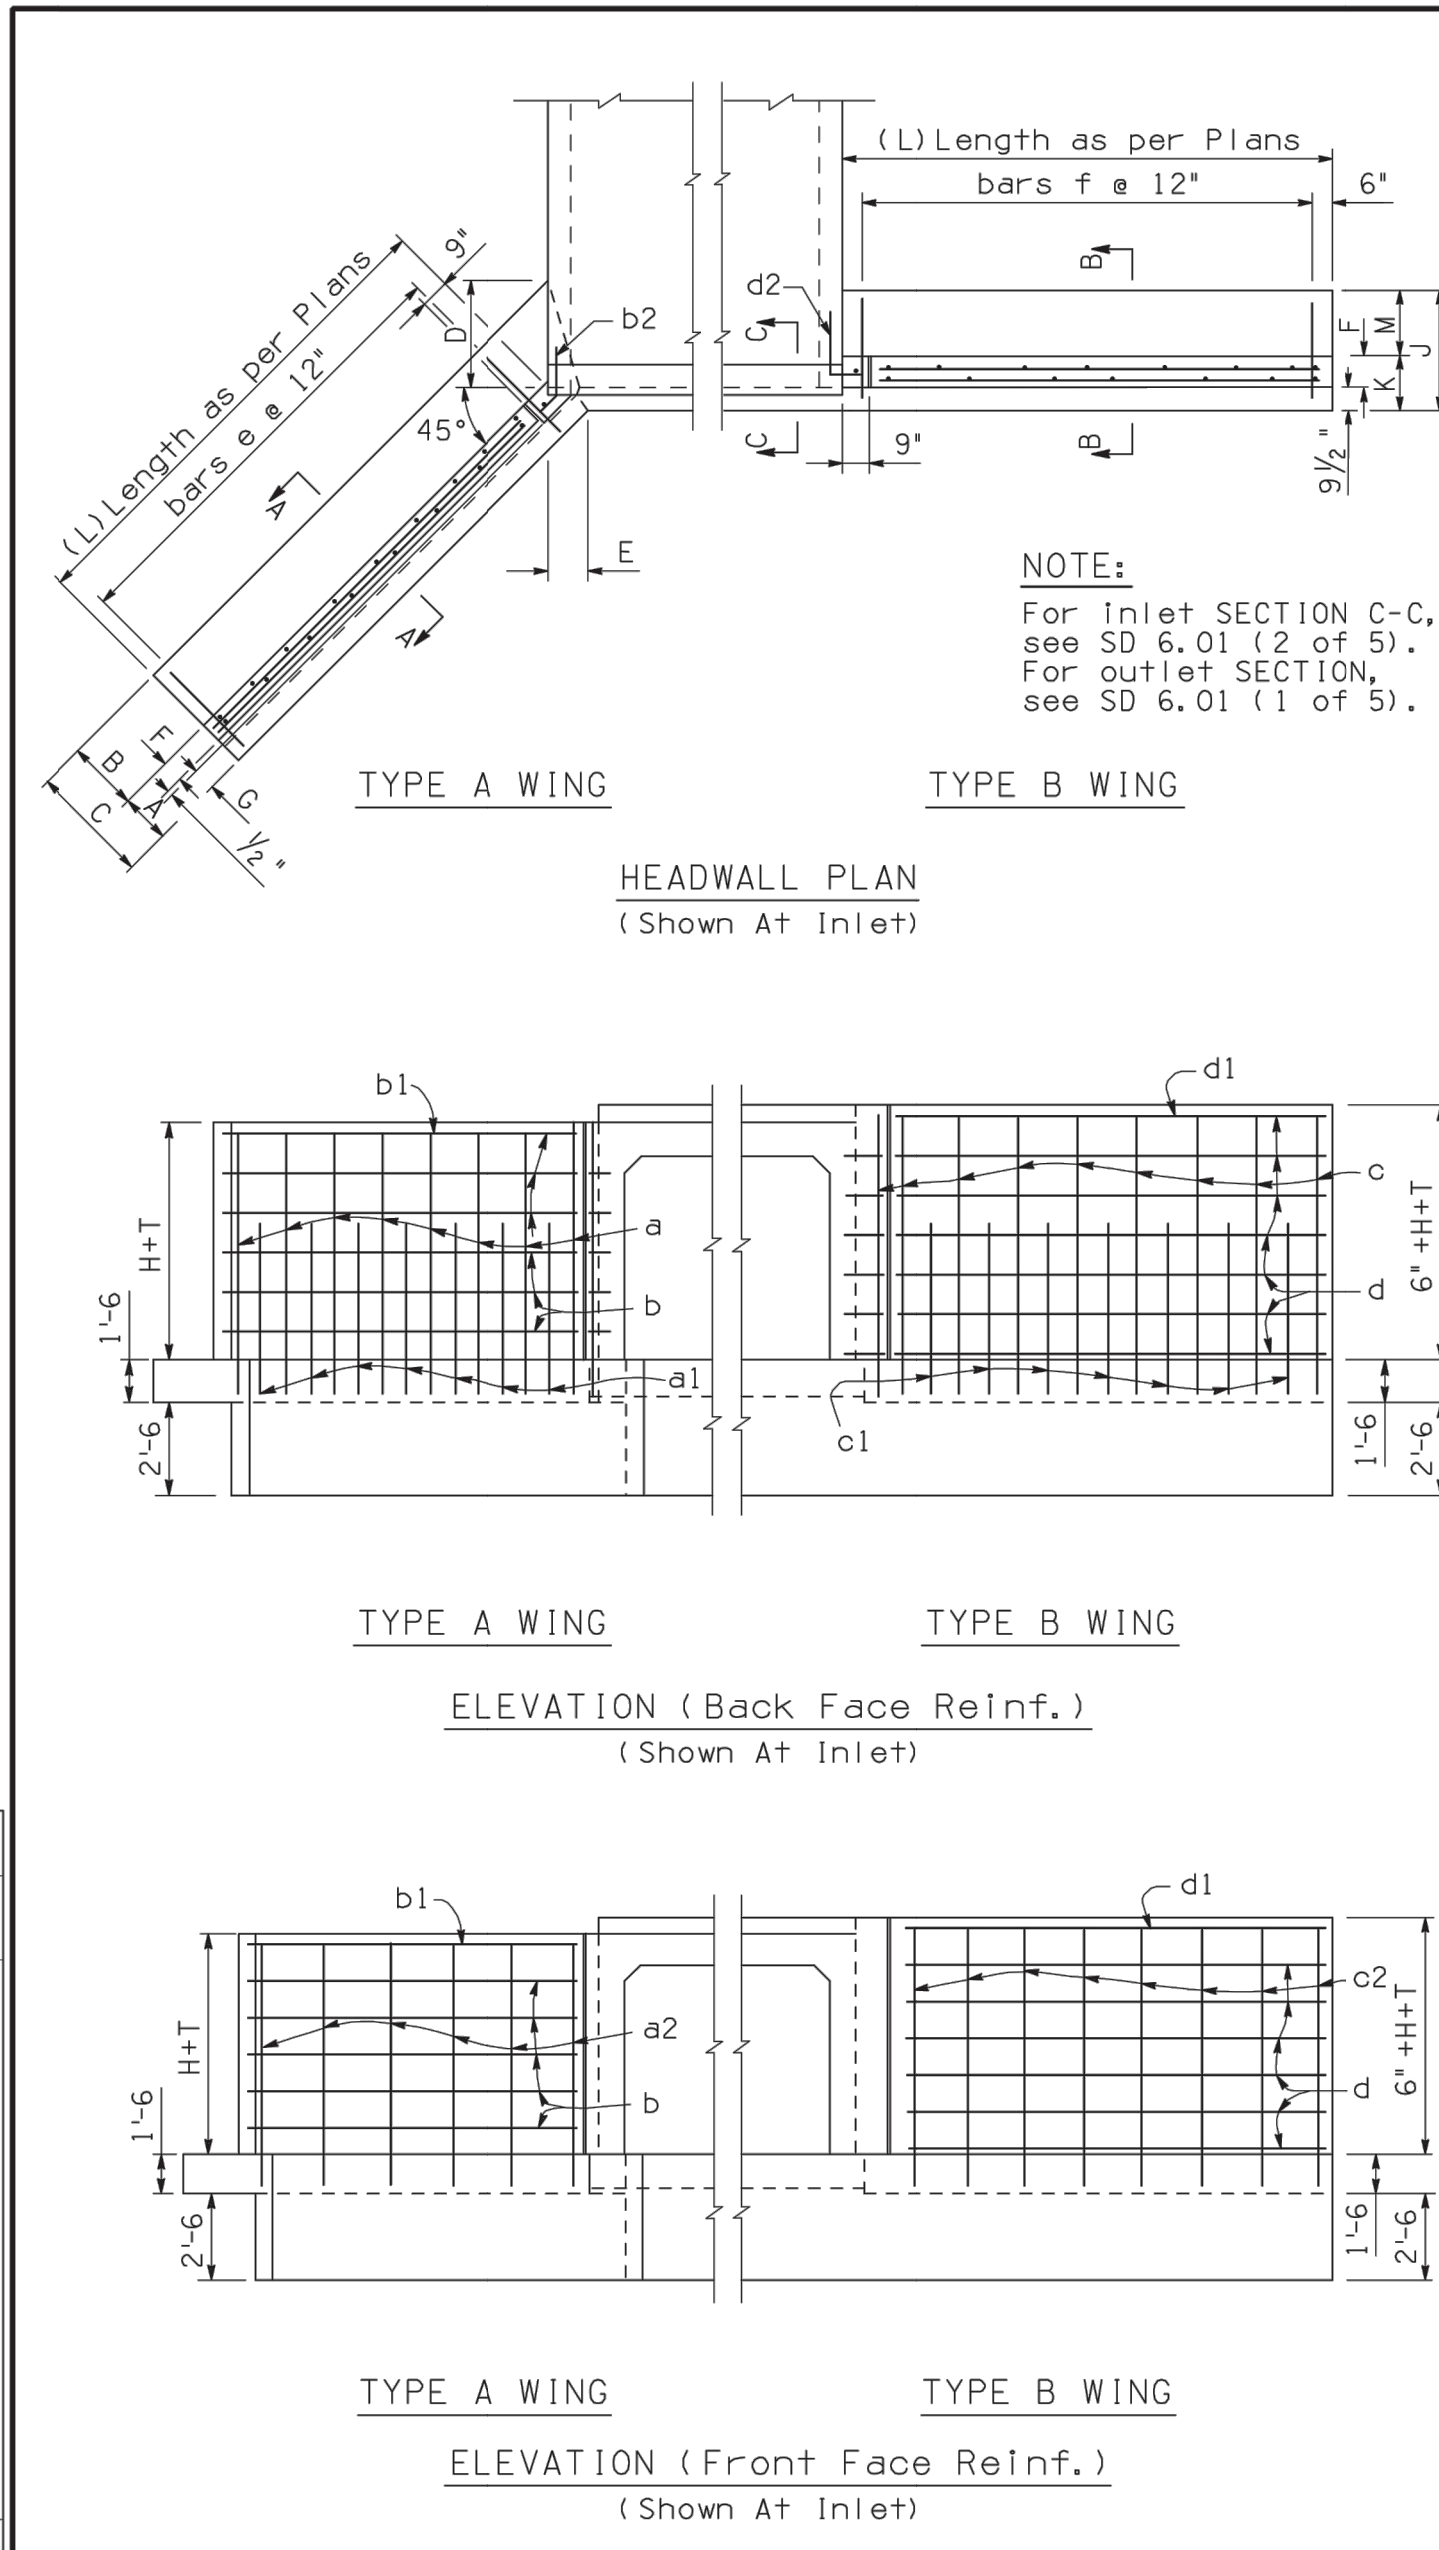 (L)Length as per Plans
bars f @ 12"
6"
9"
(L)Length as per Plans
bars e @ 12"
D
b2
d2
C
B
F
M
J
K
45°
A
C
9"
B
9½"
E
A
NOTE:
For inlet SECTION C-C,
see SD 6.01 (2 of 5).
For outlet SECTION,
see SD 6.01 (1 of 5).
F
B
G
A
C
½"
TYPE A WING
TYPE B WING
HEADWALL PLAN
(Shown At Inlet)
b1
d1
c
a
H+T
6"+H+T
b
d
1'-6
a1
c1
2'-6
1'-6
2'-6
TYPE A WING
TYPE B WING
ELEVATION (Back Face Reinf.)
(Shown At Inlet)
b1
d1
c2
a2
H+T
6"+H+T
b
d
1'-6
2'-6
1'-6
2'-6
TYPE A WING
TYPE B WING
ELEVATION (Front Face Reinf.)
(Shown At Inlet)